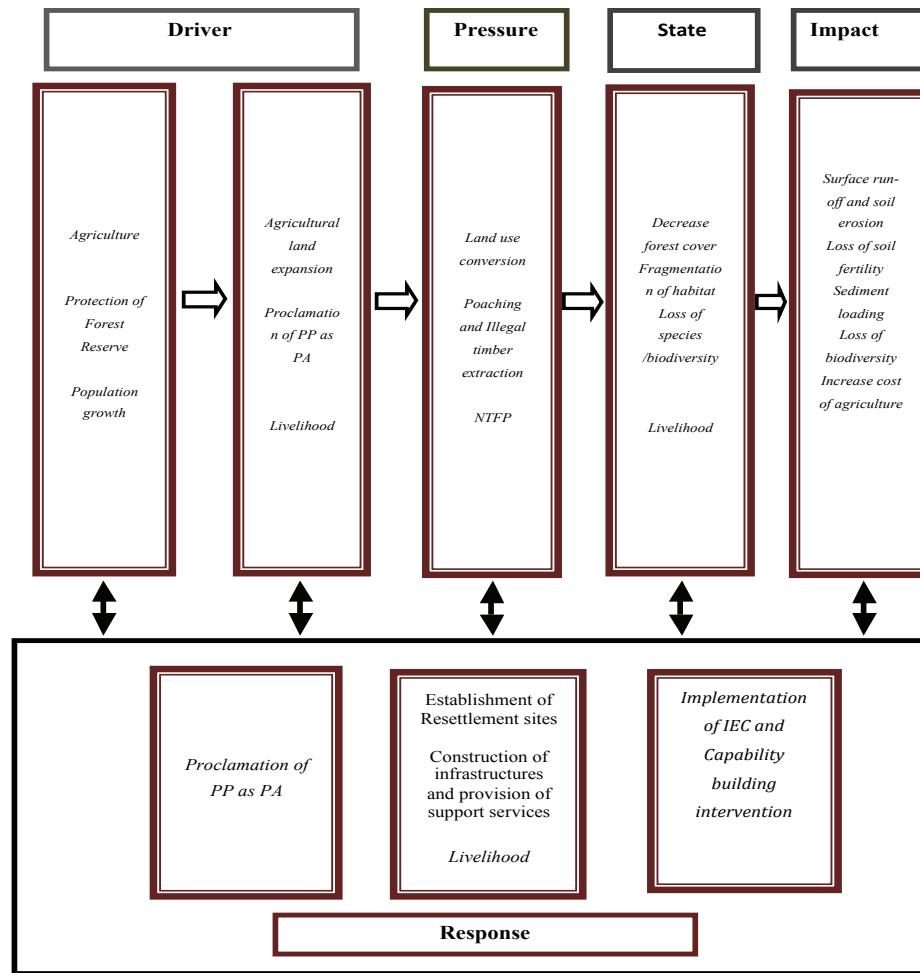 Driver
Pressure
State
Impact
Agriculture
Protection of
Forest
Reserve
Population
growth
Agricultural
land
expansion
Proclamatio
n of PP as
PA
Livelihood
Land use
conversion
Poaching
and Illegal
timber
extraction
NTFP
Decrease
forest cover
Fragmentatio
n of habitat
Loss of
species
/biodiversity
Livelihood
Surface run-
off and soil
erosion
Loss of soil
fertility
Sediment
loading
Loss of
biodiversity
Increase cost
of agriculture
Proclamation of
PP as PA
Establishment of
Resettlement sites
Construction of
infrastructures
and provision of
support services
Livelihood
Implementation
of IEC and
Capability
building
intervention
Response